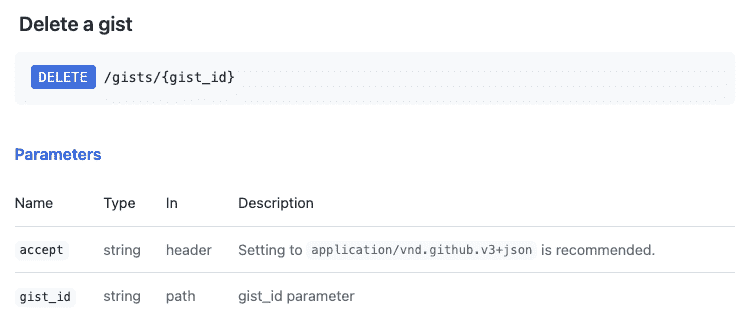 Delete a gist
DELETE /gists/{gist_id}
Parameters
Name Type In Description
accept string header Setting to application/vnd.github.v3+json is recommended.
gist_id string path gist_id parameter